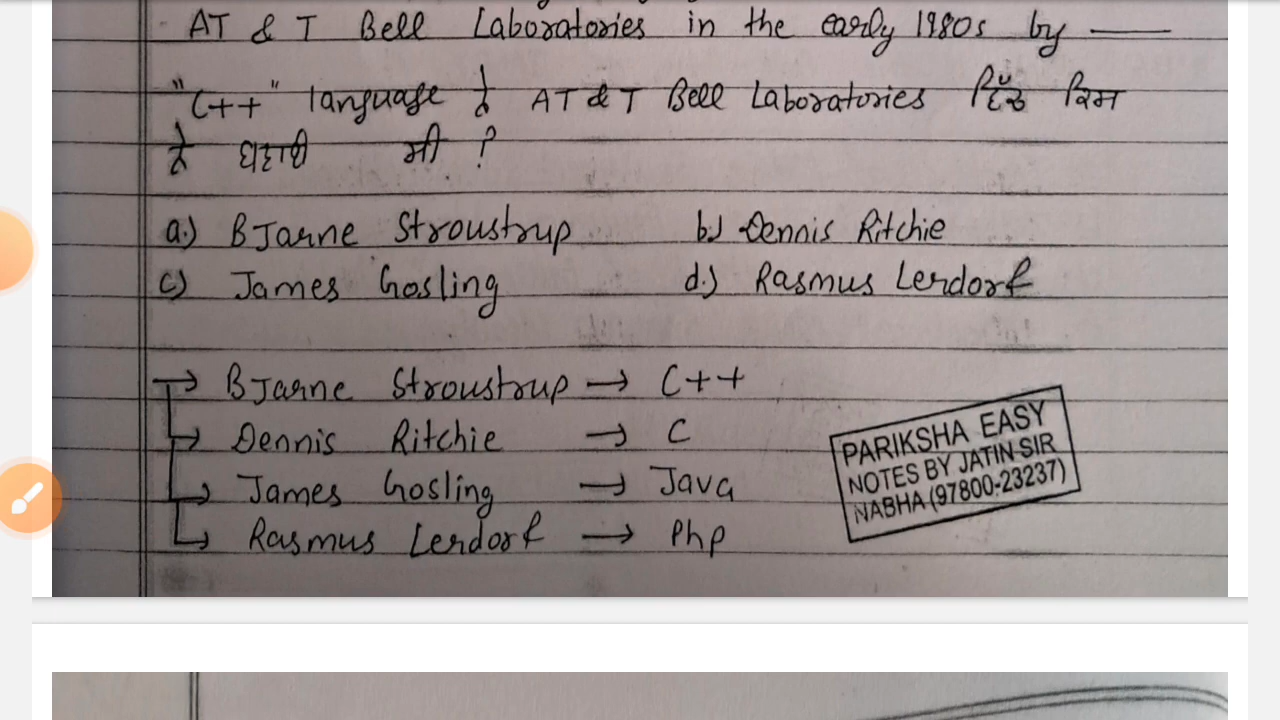 AT & T Bell Laboratories in the early 1980s by ——
"C++" language ਨੂੰ AT & T Bell Laboratories ਵਿੱਚ ਕਿਸ
ਨੇ ਬਣਾਈ ਸੀ ?
a.) BJarne Stroustrup b.) Dennis Ritchie
c) James Gosling d.) Rasmus Lerdorf
→ BJarne Stroustrup → C++
→ Dennis Ritchie → C
→ James Gosling → Java
→ Rasmus Lerdorf → Php
PARIKSHA EASY
NOTES BY JATIN SIR
NABHA (97800-23237)